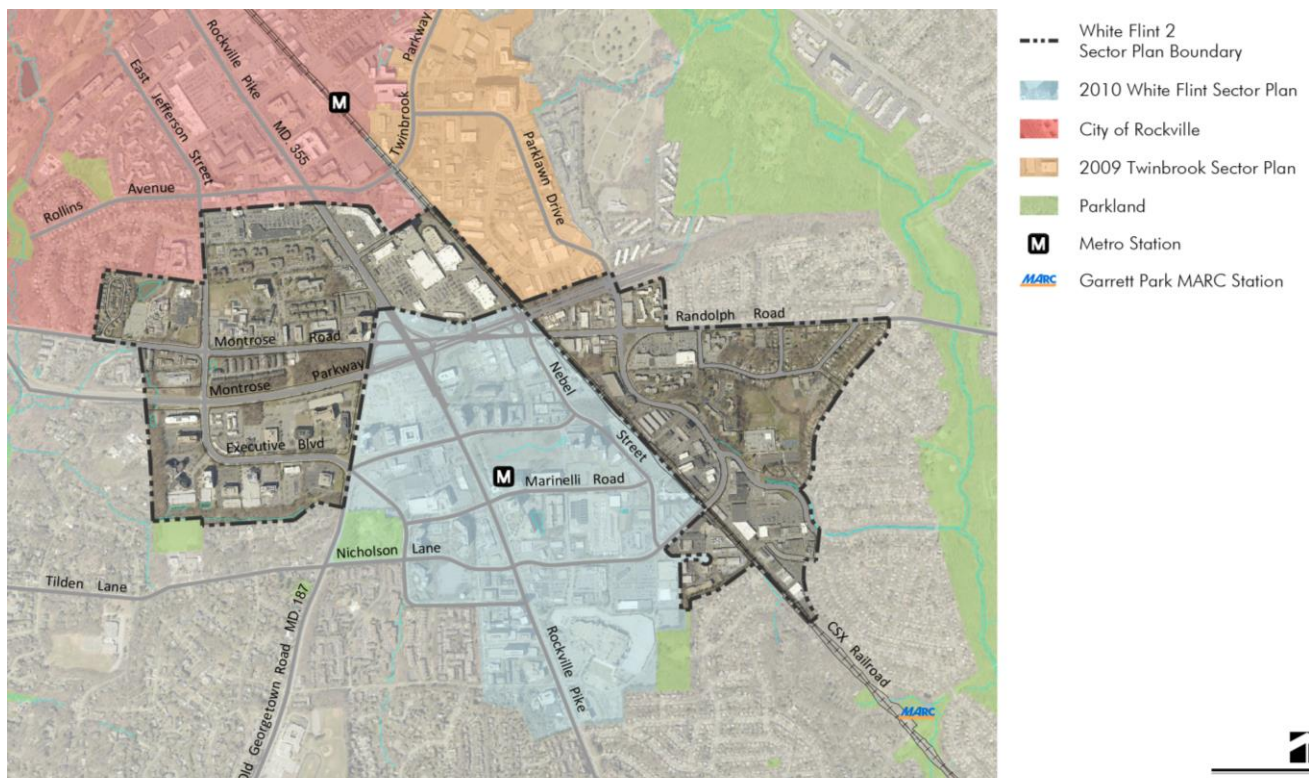 Rockville Pike
MD. 355
East Jefferson Street
Twinbrook
Parkway
Parklawn Drive
Rollins
Avenue
M
Montrose Road
Randolph Road
Montrose Parkway
Nebel
Street
Executive Blvd
M
Marinelli Road
Nicholson Lane
Tilden Lane
Old Georgetown Road MD. 187
Rockville Pike
CSX Railroad
MARC
White Flint 2
Sector Plan Boundary
2010 White Flint Sector Plan
City of Rockville
2009 Twinbrook Sector Plan
Parkland
M
Metro Station
MARC
Garrett Park MARC Station